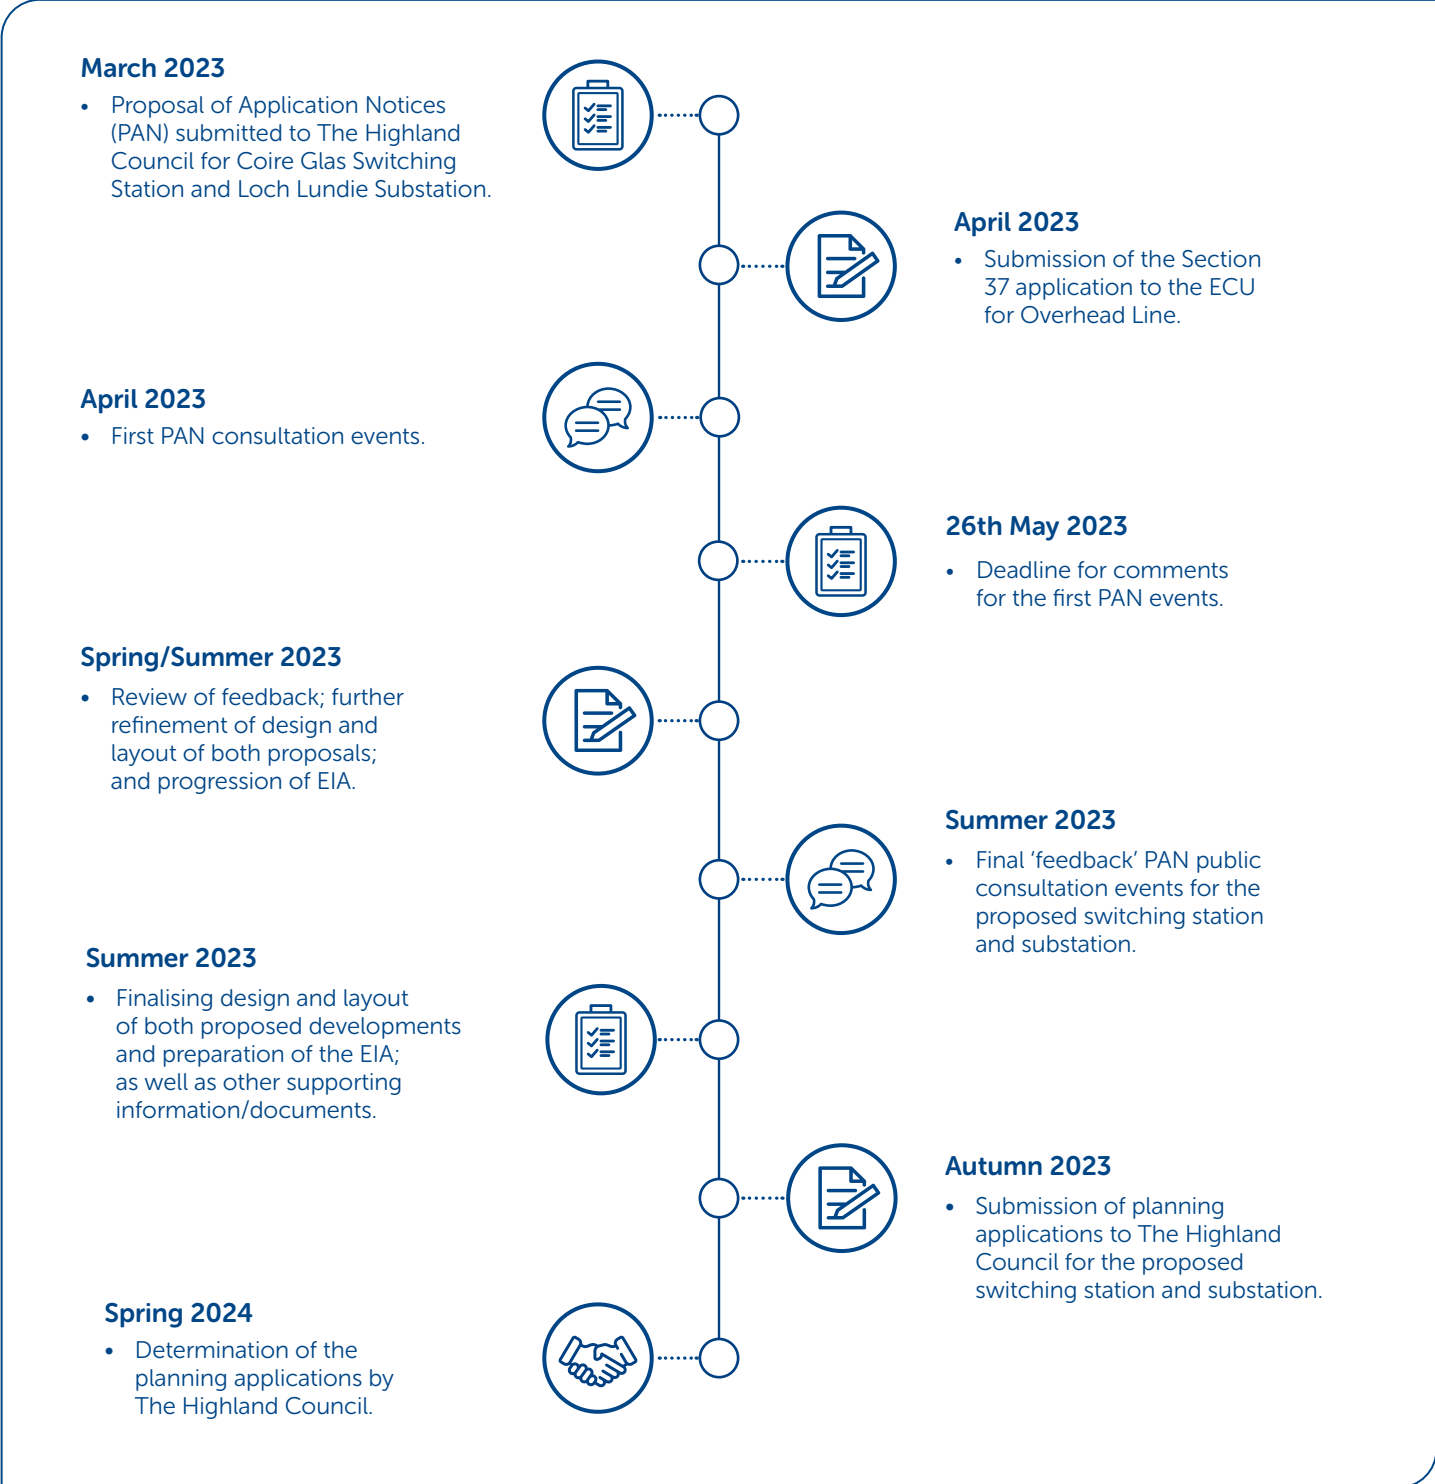 March 2023
• Proposal of Application Notices
(PAN) submitted to The Highland
Council for Coire Glas Switching
Station and Loch Lundie Substation.
April 2023
• Submission of the Section
37 application to the ECU
for Overhead Line.
April 2023
• First PAN consultation events.
26th May 2023
• Deadline for comments
for the first PAN events.
Spring/Summer 2023
• Review of feedback; further
refinement of design and
layout of both proposals;
and progression of EIA.
Summer 2023
• Final ‘feedback’ PAN public
consultation events for the
proposed switching station
and substation.
Summer 2023
• Finalising design and layout
of both proposed developments
and preparation of the EIA;
as well as other supporting
information/documents.
Autumn 2023
• Submission of planning
applications to The Highland
Council for the proposed
switching station and substation.
Spring 2024
• Determination of the
planning applications by
The Highland Council.